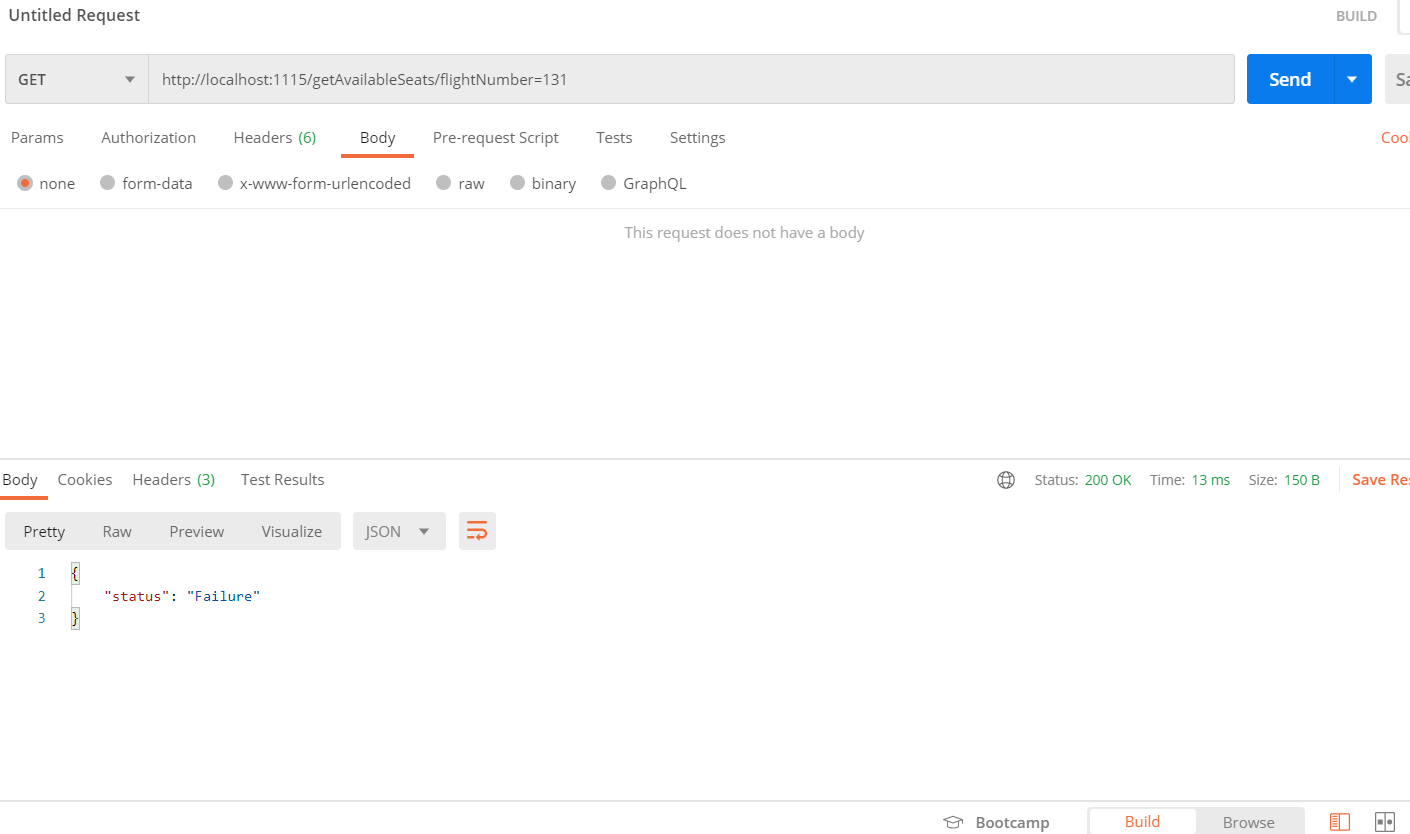 Untitled Request
BUILD
GET http://localhost:1115/getAvailableSeats/flightNumber=131 Send Sa
Params Authorization Headers (6) Body Pre-request Script Tests Settings Cool
none form-data x-www-form-urlencoded raw binary GraphQL
This request does not have a body
Body Cookies Headers (3) Test Results Status: 200 OK Time: 13 ms Size: 150 B Save Res
Pretty Raw Preview Visualize JSON
1 {
2 "status": "Failure"
3 }
Bootcamp Build Browse